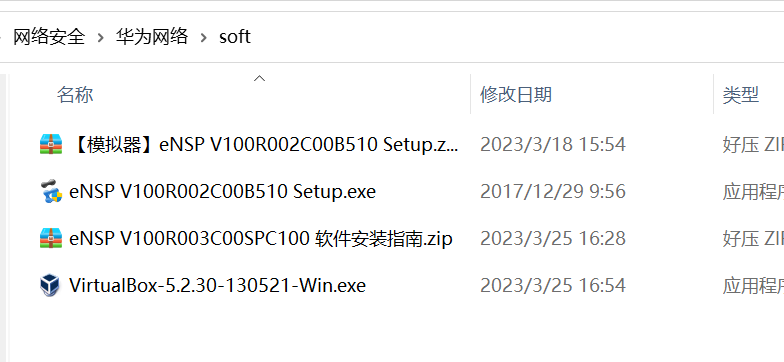 网络安全 > 华为网络 > soft
名称 修改日期 类型
【模拟器】eNSP V100R002C00B510 Setup.z... 2023/3/18 15:54 好压 ZIP
eNSP V100R002C00B510 Setup.exe 2017/12/29 9:56 应用程序
eNSP V100R003C00SPC100 软件安装指南.zip 2023/3/25 16:28 好压 ZIP
VirtualBox-5.2.30-130521-Win.exe 2023/3/25 16:54 应用程序